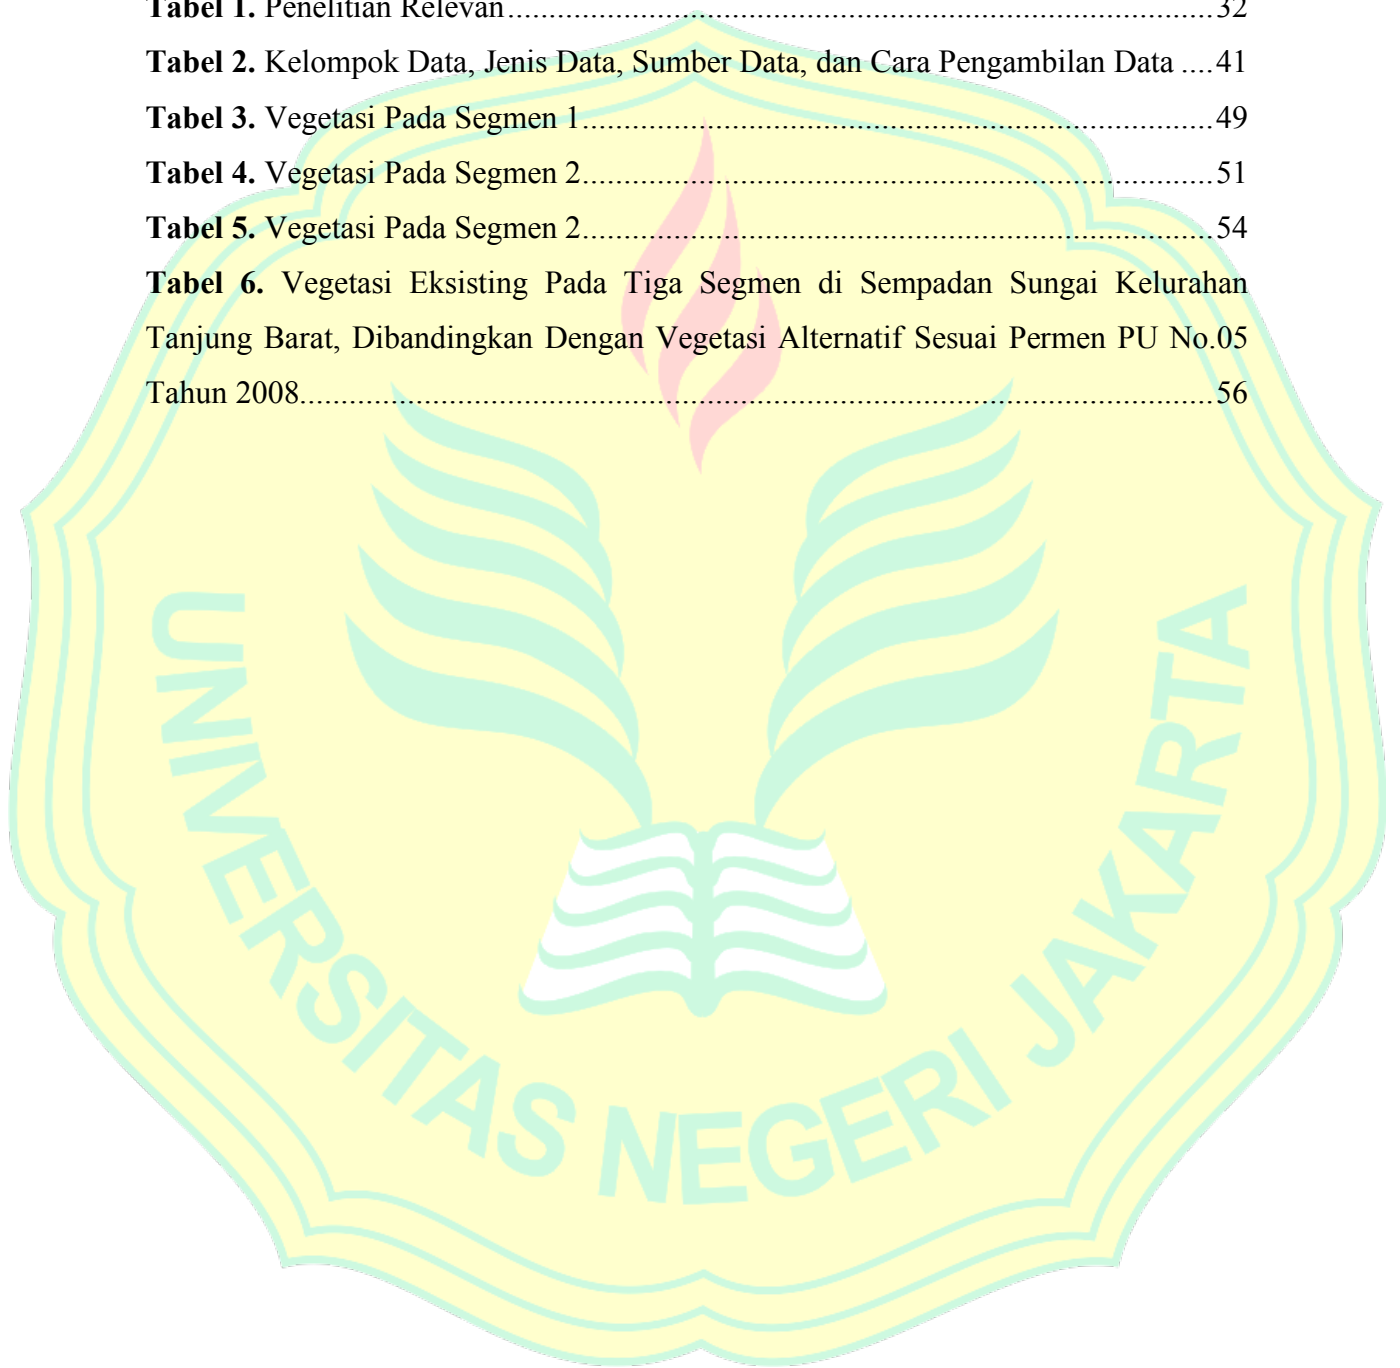 Tabel 1. Penelitian Relevan......................................................................................32
Tabel 2. Kelompok Data, Jenis Data, Sumber Data, dan Cara Pengambilan Data ....41
Tabel 3. Vegetasi Pada Segmen 1.............................................................................49
Tabel 4. Vegetasi Pada Segmen 2.............................................................................51
Tabel 5. Vegetasi Pada Segmen 2.............................................................................54
Tabel 6. Vegetasi Eksisting Pada Tiga Segmen di Sempadan Sungai Kelurahan
Tanjung Barat, Dibandingkan Dengan Vegetasi Alternatif Sesuai Permen PU No.05
Tahun 2008...............................................................................................................56
UNIVERSITAS NEGERI JAKARTA